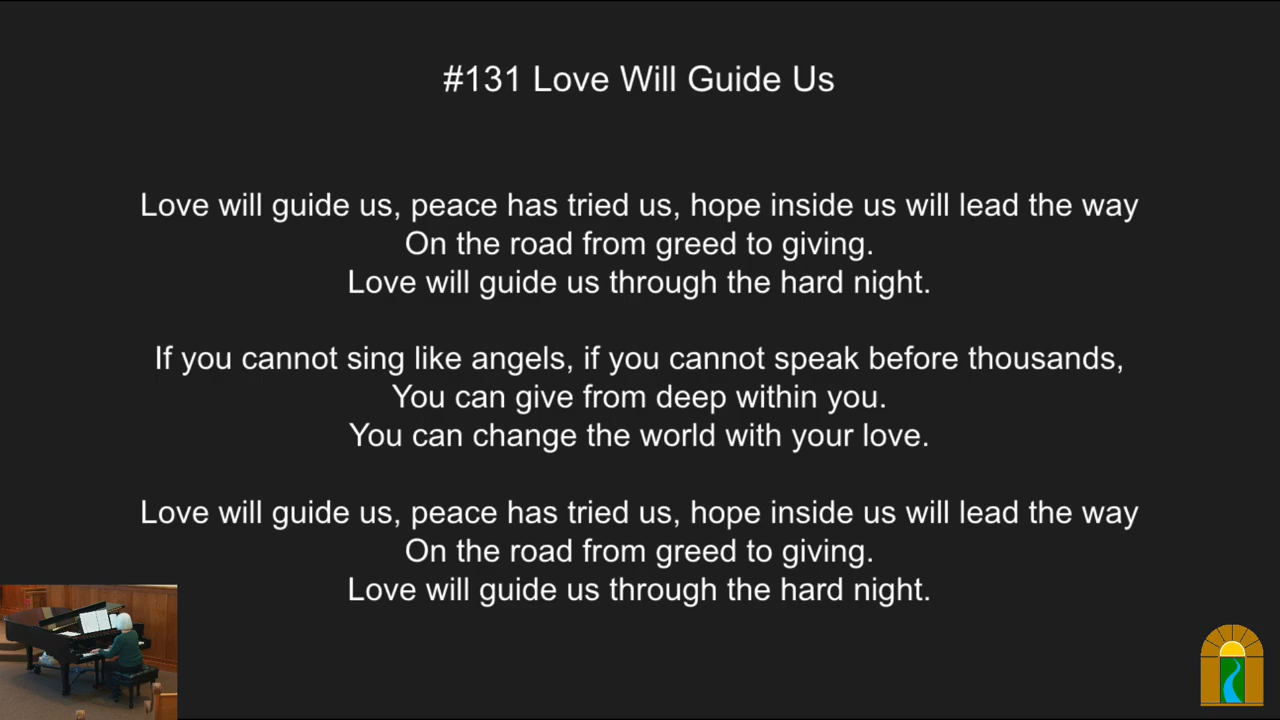 #131 Love Will Guide Us
Love will guide us, peace has tried us, hope inside us will lead the way
On the road from greed to giving.
Love will guide us through the hard night.
If you cannot sing like angels, if you cannot speak before thousands,
You can give from deep within you.
You can change the world with your love.
Love will guide us, peace has tried us, hope inside us will lead the way
On the road from greed to giving.
Love will guide us through the hard night.